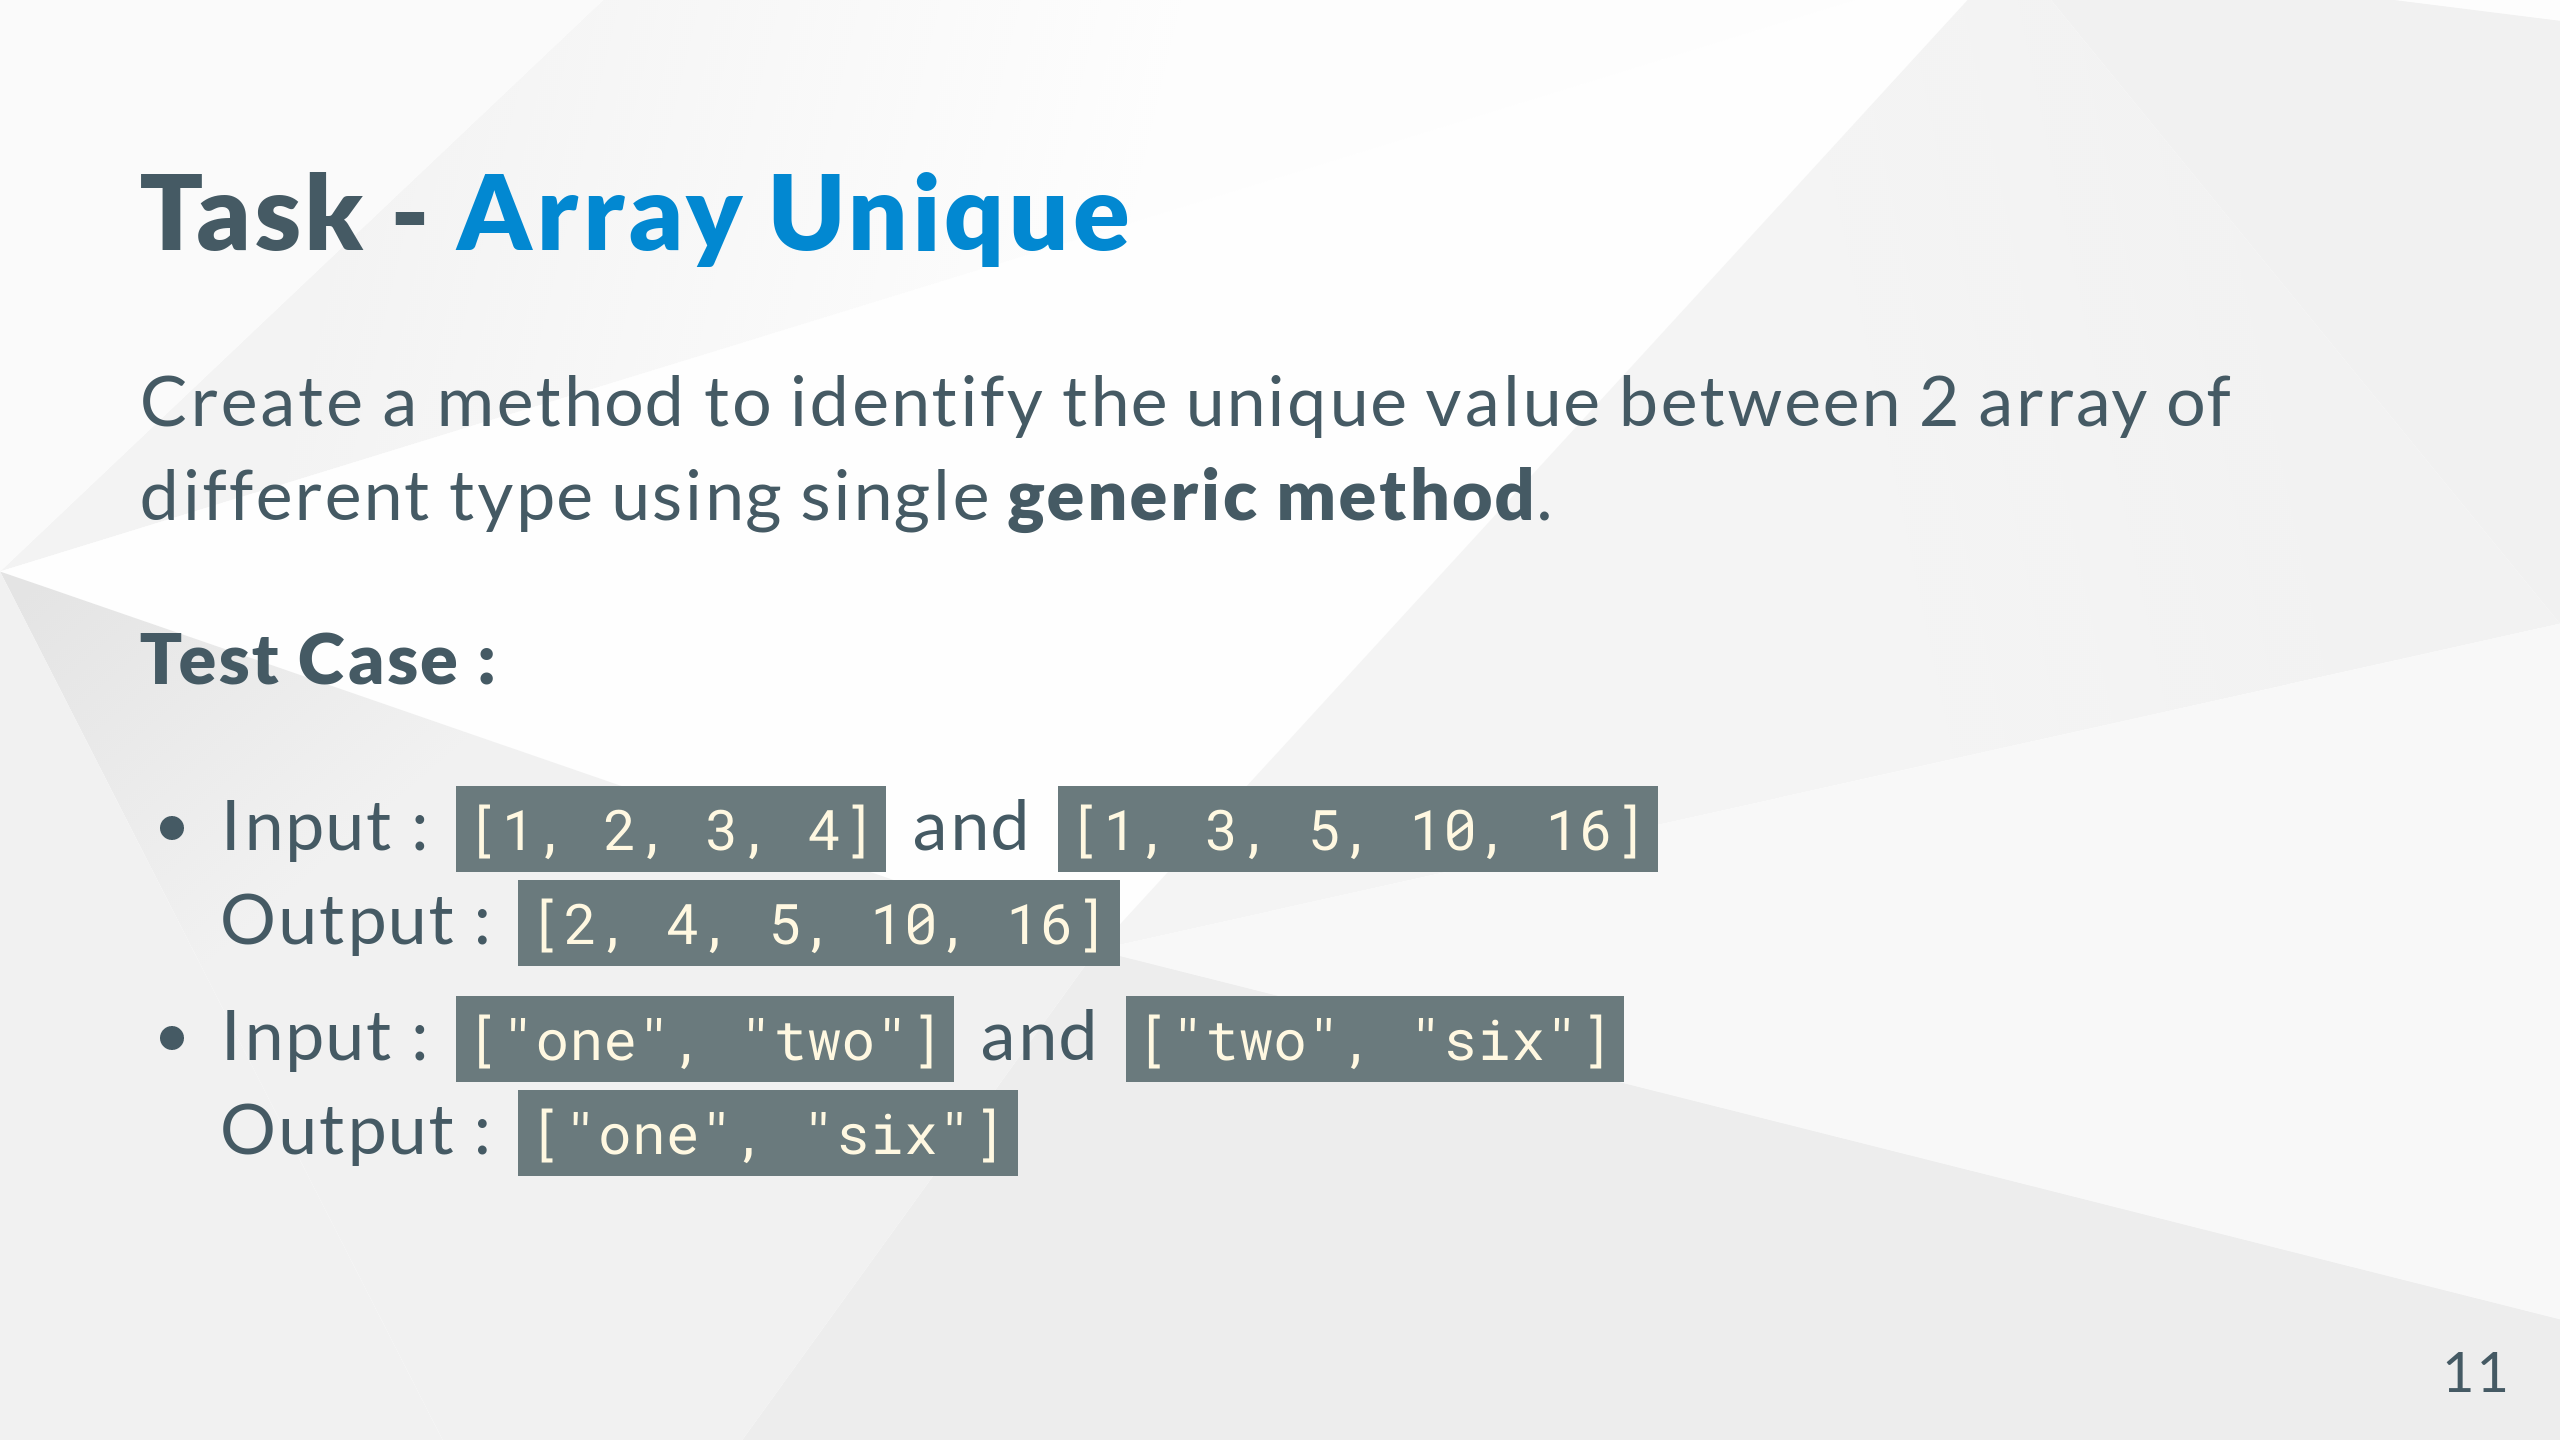 Task - Array Unique
Create a method to identify the unique value between 2 array of
different type using single generic method.
Test Case :
• Input : [1, 2, 3, 4] and [1, 3, 5, 10, 16]
Output : [2, 4, 5, 10, 16]
• Input : ["one", "two"] and ["two", "six"]
Output : ["one", "six"]
11